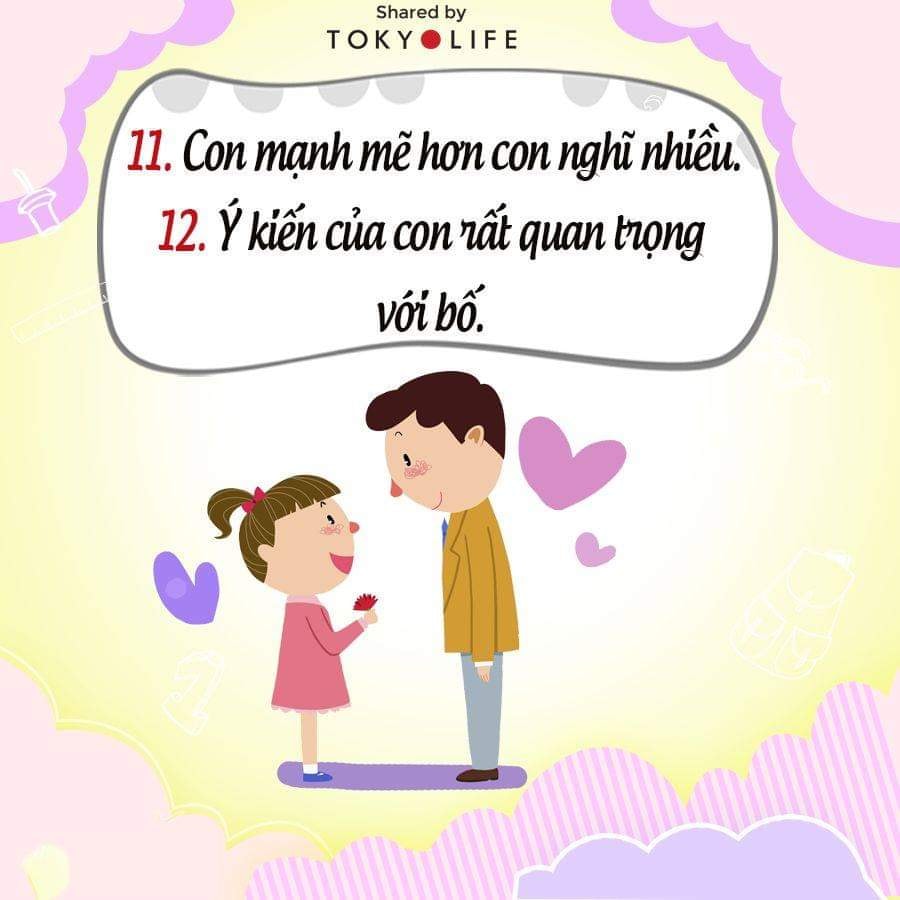 Shared by
TOKYOLIFE
11. Con mạnh mẽ hơn con nghĩ nhiều.
12. Ý kiến của con rất quan trọng
với bố.